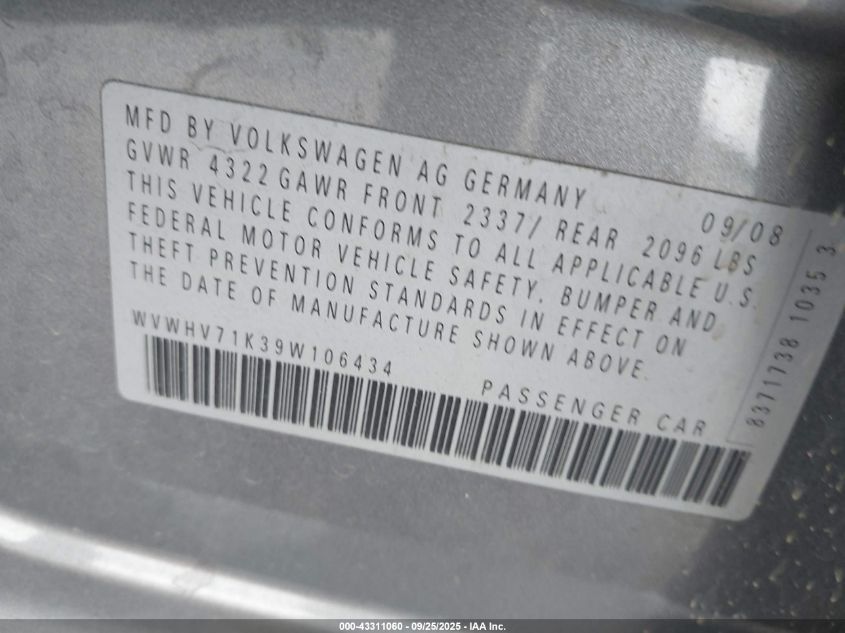 MFD BY VOLKSWAGEN AG GERMANY 09/08
GVWR 4322 GAWR FRONT 2337/ REAR 2096 LBS
THIS VEHICLE CONFORMS TO ALL APPLICABLE U.S.
FEDERAL MOTOR VEHICLE SAFETY, BUMPER AND
THEFT PREVENTION STANDARDS IN EFFECT ON
THE DATE OF MANUFACTURE SHOWN ABOVE.
WVWHV71K39W106434
PASSENGER CAR
8371738 1035 3
000-43311060 - 09/25/2025 - IAA Inc.